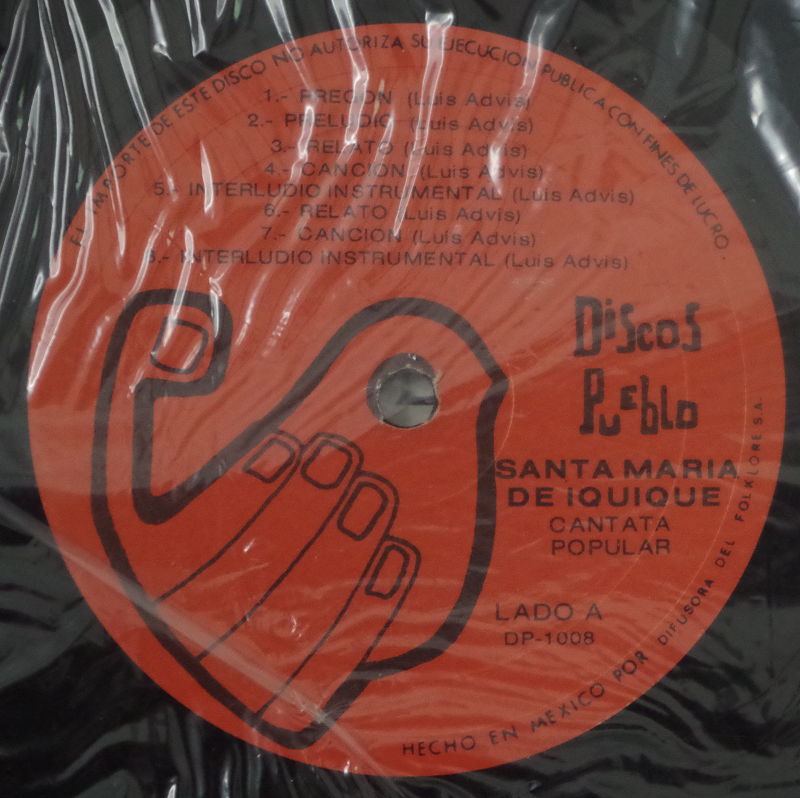 EL IMPORTE DE ESTE DISCO NO AUTORIZA SU EJECUCION PUBLICA CON FINES DE LUCRO.
1.- PREGON (Luis Advis)
2.- PRELUDIO (Luis Advis)
3.- RELATO (Luis Advis)
4.- CANCION (Luis Advis)
5.- INTERLUDIO INSTRUMENTAL (Luis Advis)
6.- RELATO (Luis Advis)
7.- CANCION (Luis Advis)
8.- INTERLUDIO INSTRUMENTAL (Luis Advis)
Discos
Pueblo
SANTA MARIA
DE IQUIQUE
CANTATA
POPULAR
LADO A
DP-1008
HECHO EN MEXICO POR DIFUSORA DEL FOLKLORE S.A.